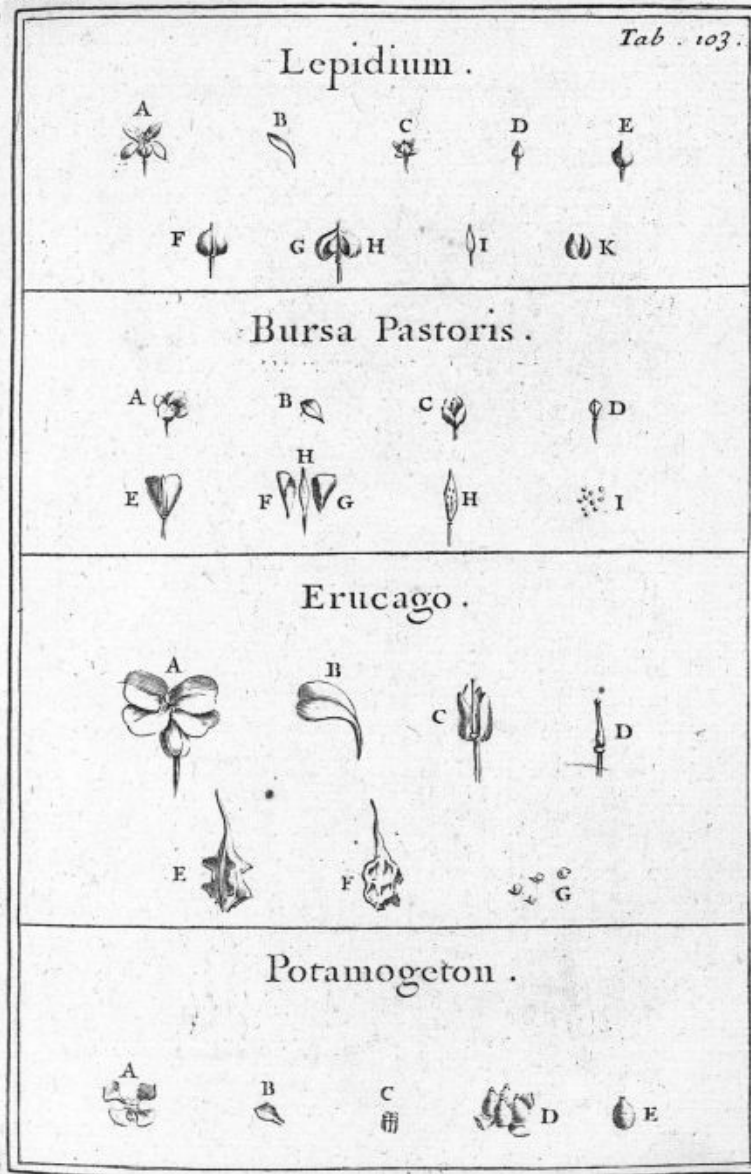 Tab. 103.
Lepidium.
A B C D E
F G H I K
Bursa Pastoris.
A B C D
H
E F G H I
Erucago.
A B
C D
E F G
Potamogeton.
A B C D E